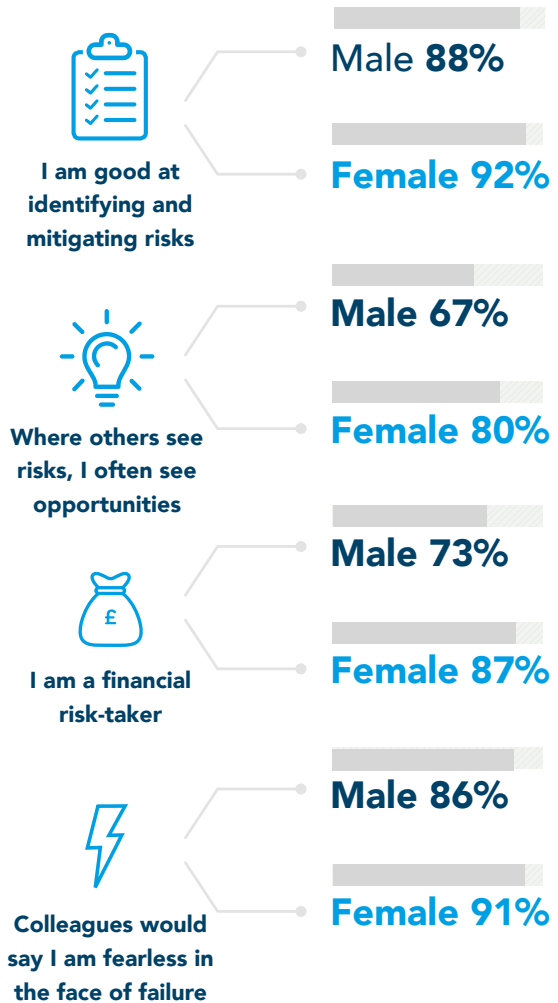 Male 88%
Female 92%
I am good at
identifying and
mitigating risks
Male 67%
Female 80%
Where others see
risks, I often see
opportunities
Male 73%
£
Female 87%
I am a financial
risk-taker
Male 86%
Female 91%
Colleagues would
say I am fearless in
the face of failure